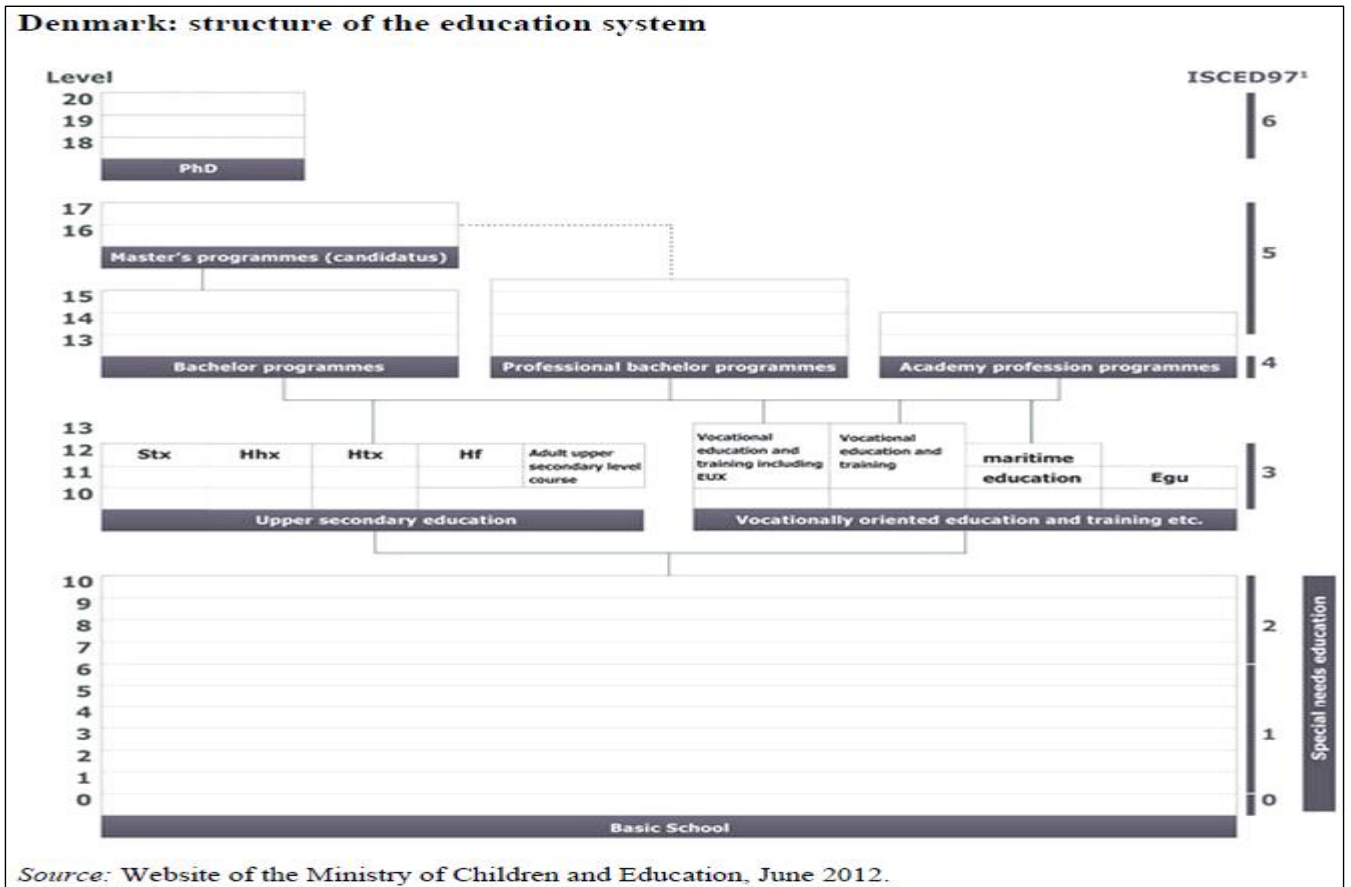 Denmark: structure of the education system
Level
ISCED97¹
20
19
18
6
PhD
17
16
5
Master's programmes (candidatus)
15
14
13
Bachelor programmes
Professional bachelor programmes
Academy profession programmes
4
13
12
11
10
Stx
Hhx
Htx
Hf
Adult upper
secondary level
course
Vocational
education and
training including
EUX
Vocational
education and
training
maritime
education
Egu
3
Upper secondary education
Vocationally oriented education and training etc.
10
9
8
7
6
5
4
3
2
1
0
2
1
0
Special needs education
Basic School
Source: Website of the Ministry of Children and Education, June 2012.